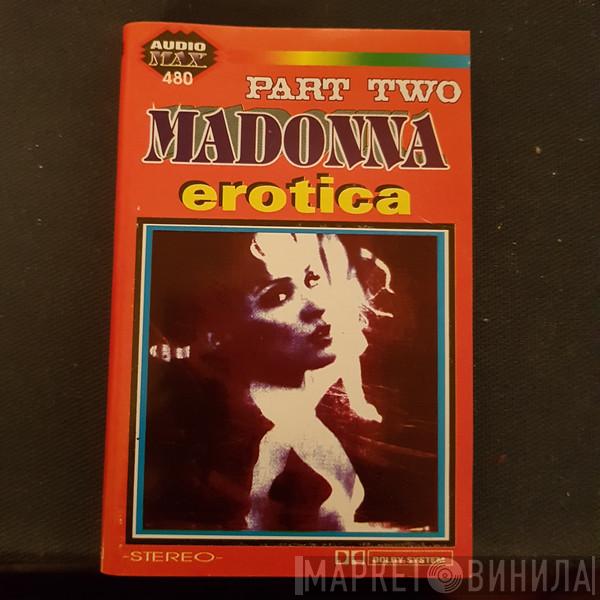 AUDIO
MAX
480
PART TWO
MADONNA
erotica
-STEREO-
DOLBY SYSTEM
МАРКЕТ ВИНИЛА